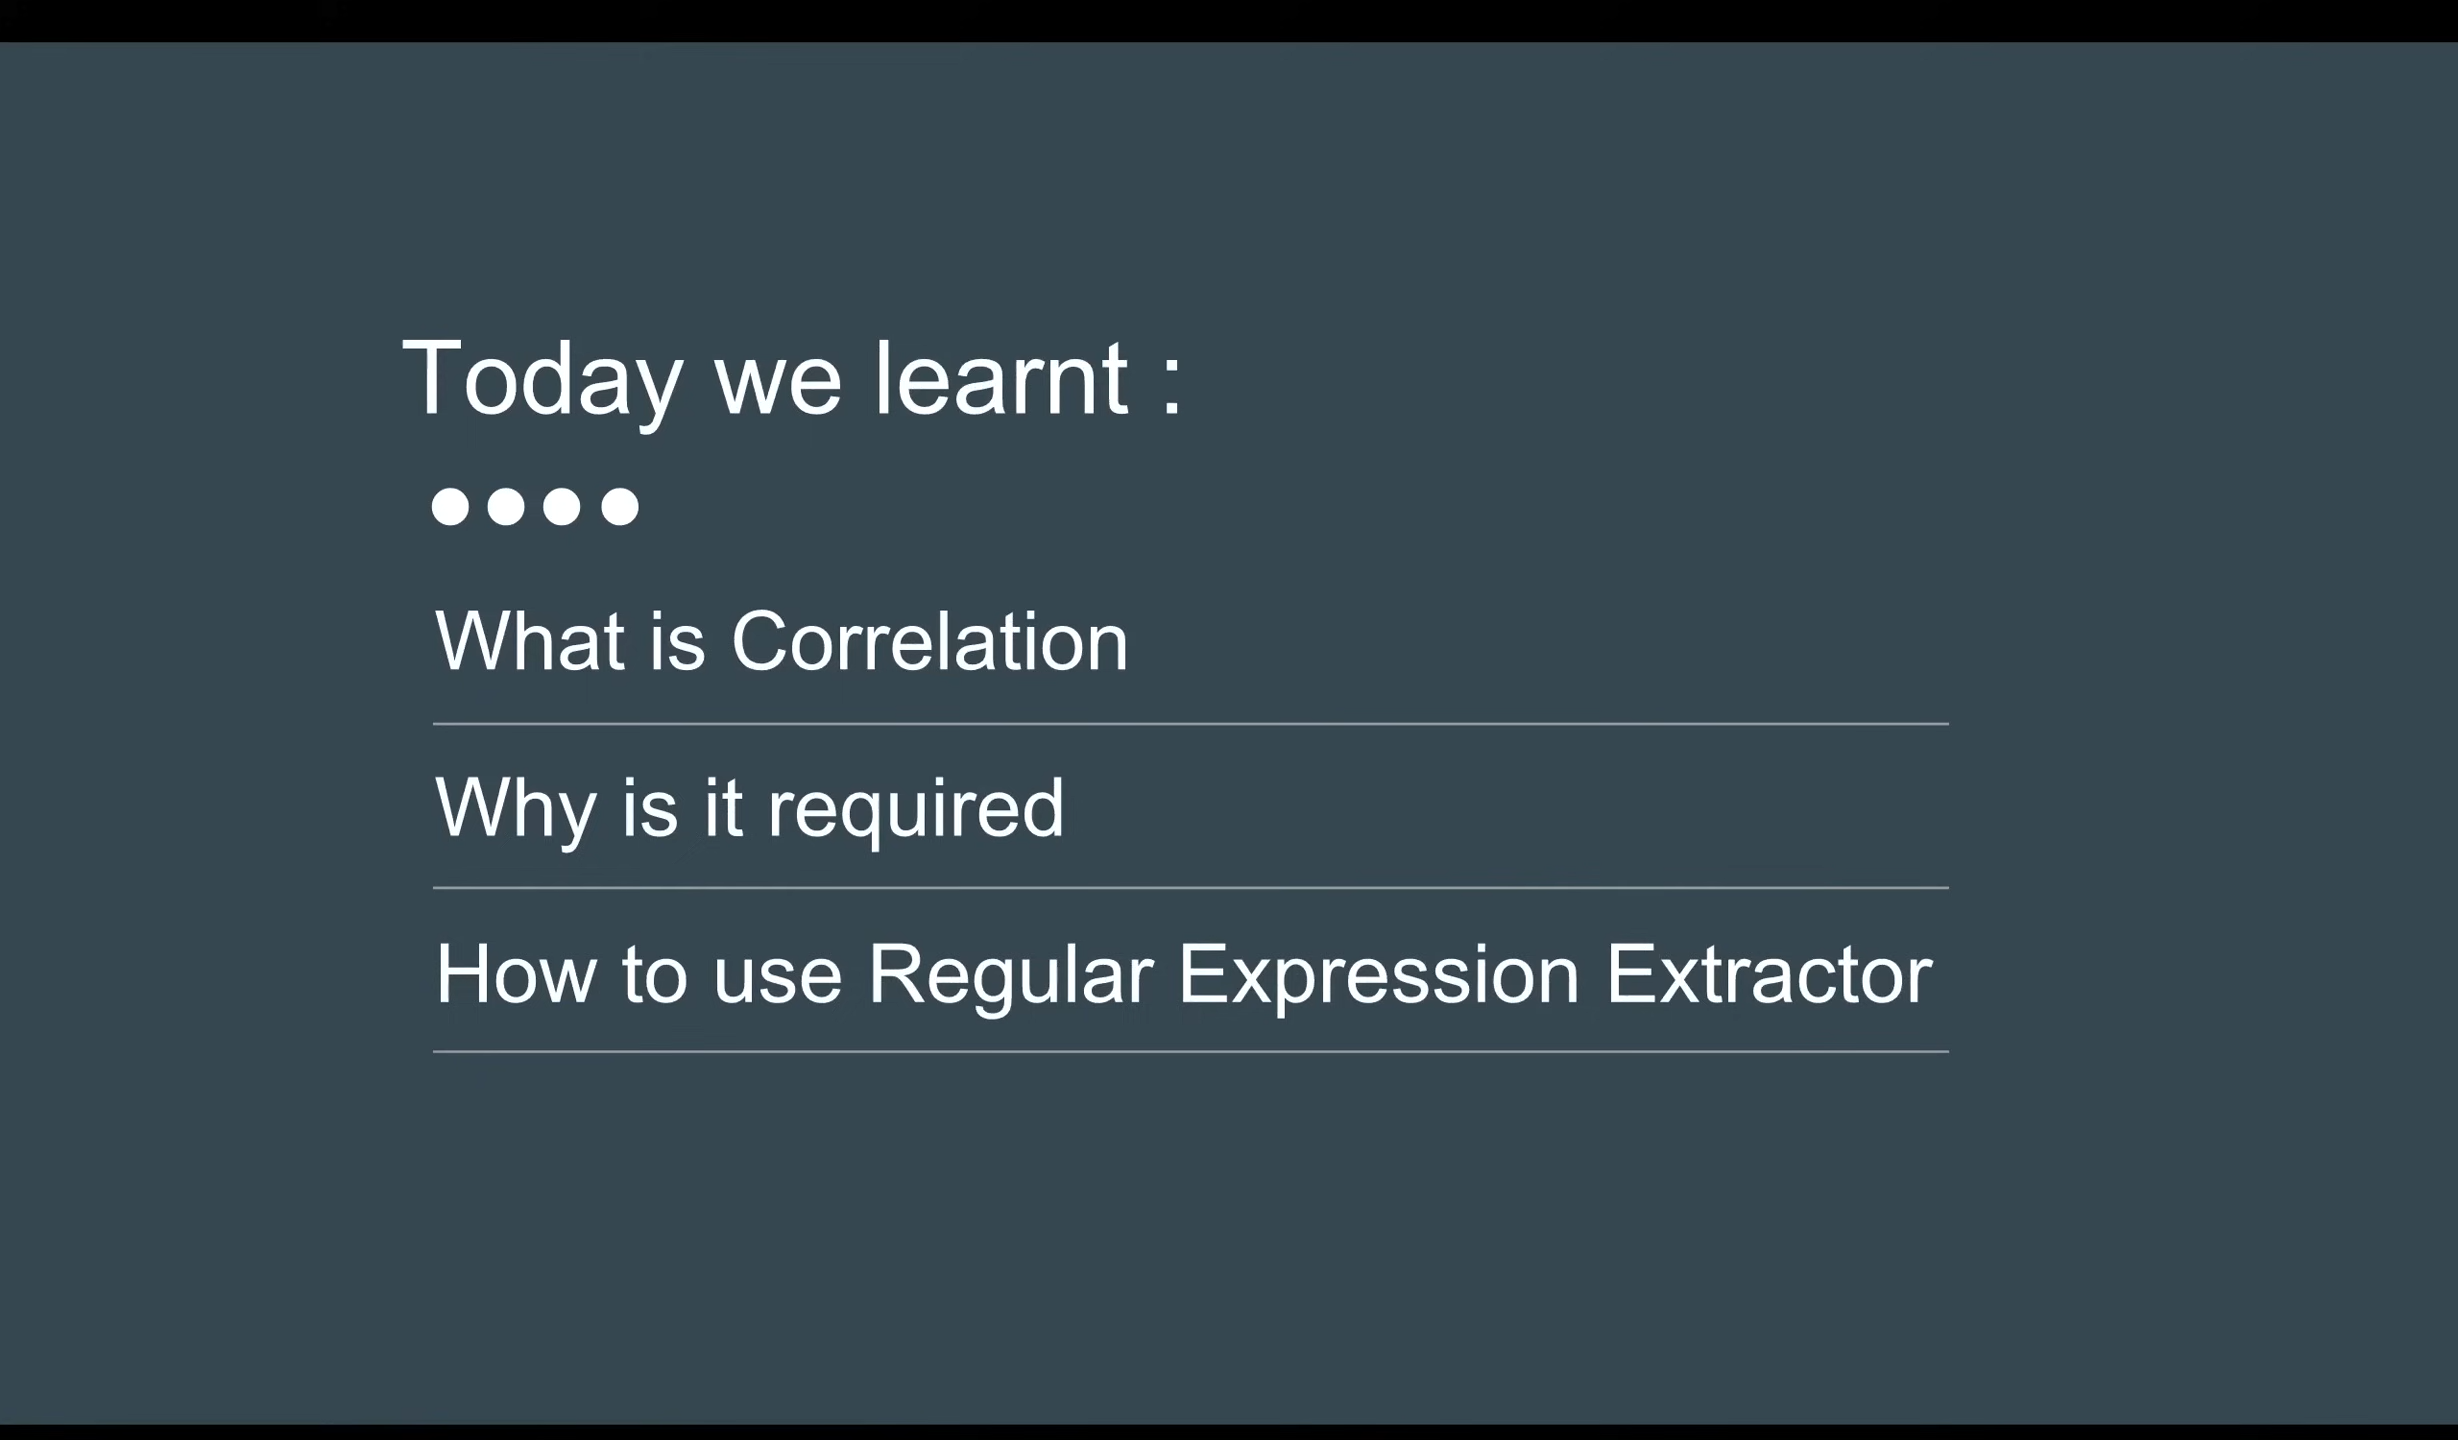 Today we learnt :
What is Correlation
Why is it required
How to use Regular Expression Extractor